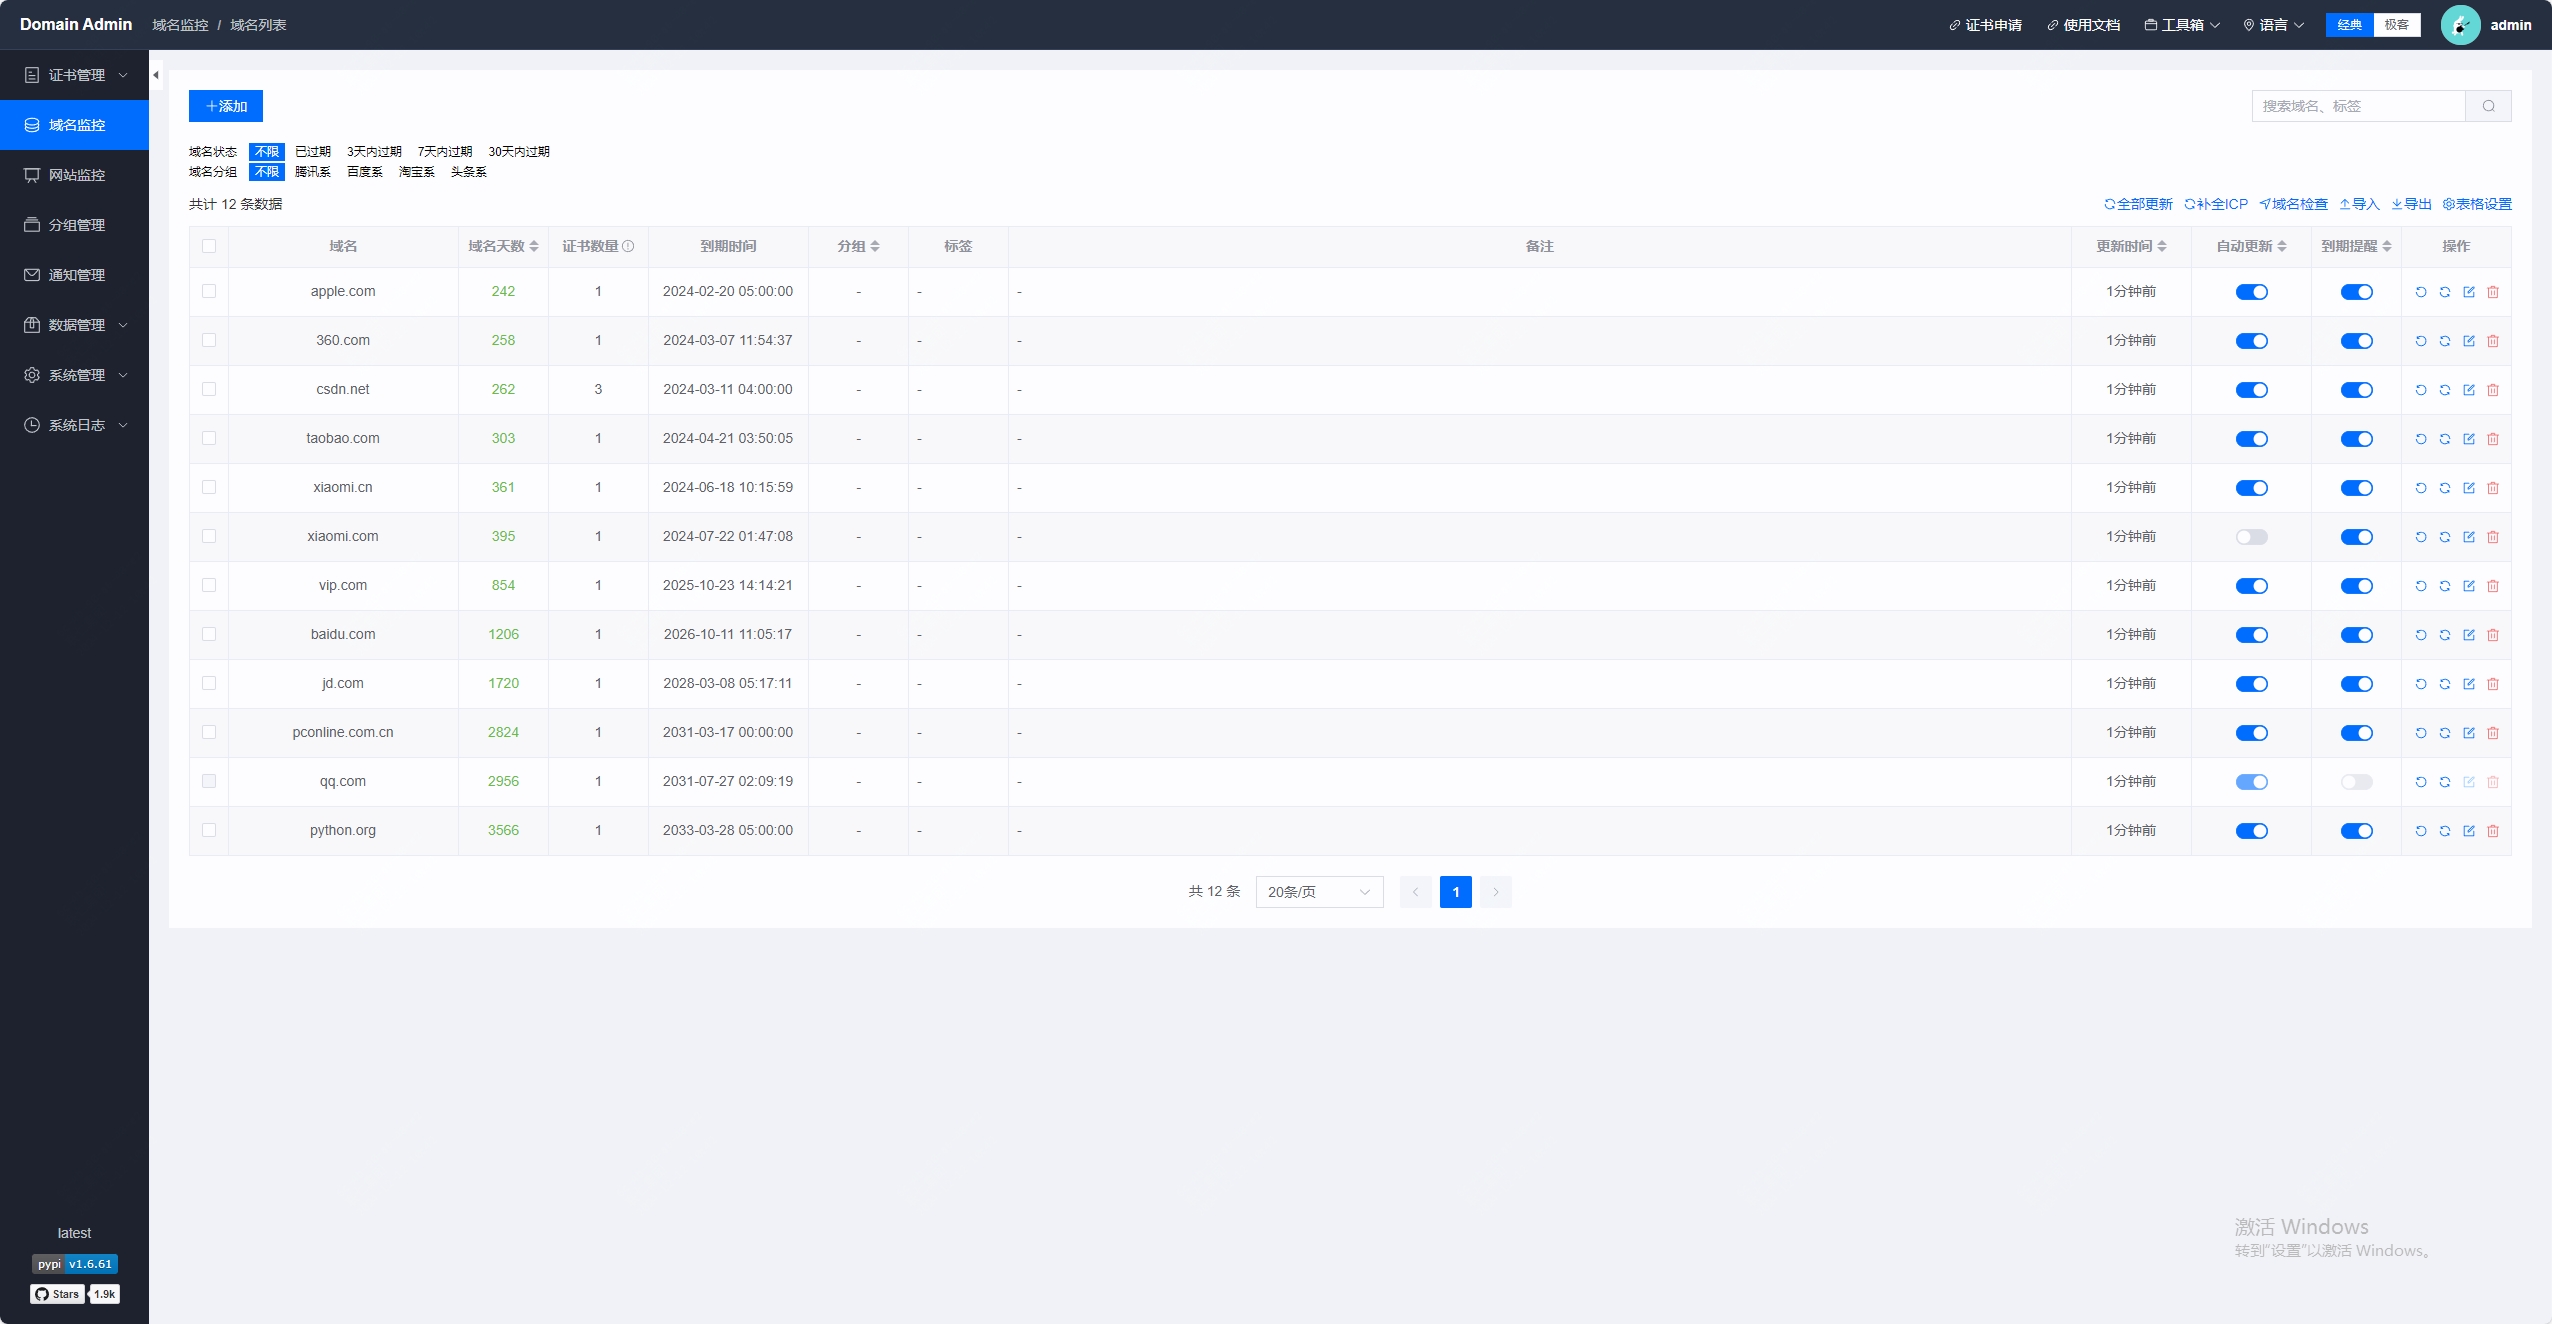 Domain Admin 域名监控 / 域名列表 证书申请 使用文档 工具箱 语言 经典 极客 admin
证书管理
域名监控
网站监控
分组管理
通知管理
数据管理
系统管理
系统日志
latest
pypi v1.6.61
Stars 1.9k
添加 搜索域名、标签
域名状态 不限 已过期 3天内过期 7天内过期 30天内过期
域名分组 不限 腾讯系 百度系 淘宝系 头条系
共计 12 条数据 全部更新 补全ICP 域名检查 导入 导出 表格设置
域名 域名天数 证书数量 到期时间 分组 标签 备注 更新时间 自动更新 到期提醒 操作
apple.com 242 1 2024-02-20 05:00:00 - - - 1分钟前
360.com 258 1 2024-03-07 11:54:37 - - - 1分钟前
csdn.net 262 3 2024-03-11 04:00:00 - - - 1分钟前
taobao.com 303 1 2024-04-21 03:50:05 - - - 1分钟前
xiaomi.cn 361 1 2024-06-18 10:15:59 - - - 1分钟前
xiaomi.com 395 1 2024-07-22 01:47:08 - - - 1分钟前
vip.com 854 1 2025-10-23 14:14:21 - - - 1分钟前
baidu.com 1206 1 2026-10-11 11:05:17 - - - 1分钟前
jd.com 1720 1 2028-03-08 05:17:11 - - - 1分钟前
pconline.com.cn 2824 1 2031-03-17 00:00:00 - - - 1分钟前
qq.com 2956 1 2031-07-27 02:09:19 - - - 1分钟前
python.org 3566 1 2033-03-28 05:00:00 - - - 1分钟前
共 12 条 20条/页 1
激活 Windows
转到“设置”以激活 Windows。